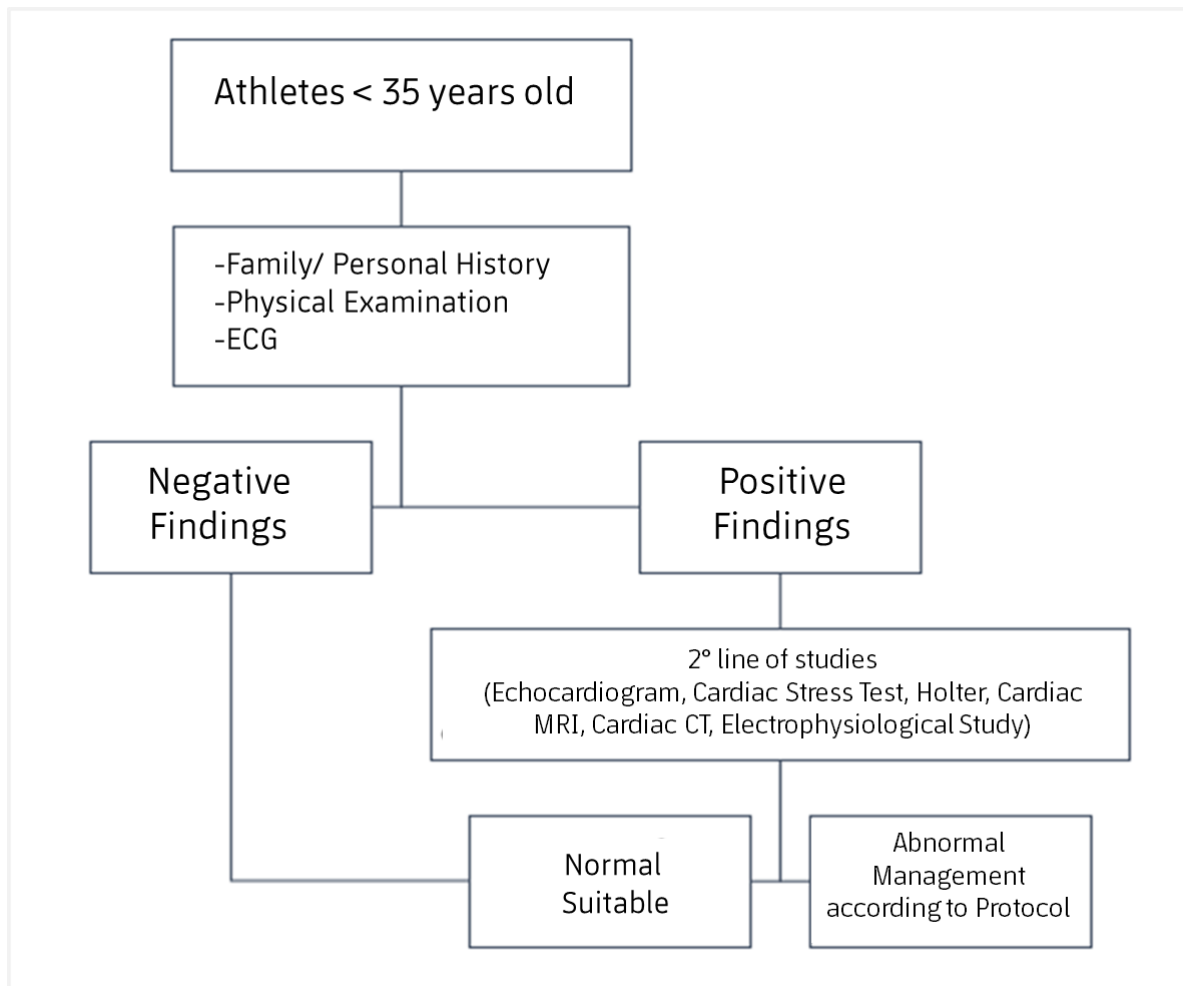 Athletes < 35 years old
-Family/ Personal History
-Physical Examination
-ECG
Negative
Findings
Positive
Findings
2° line of studies
(Echocardiogram, Cardiac Stress Test, Holter, Cardiac
MRI, Cardiac CT, Electrophysiological Study)
Normal
Suitable
Abnormal
Management
according to Protocol